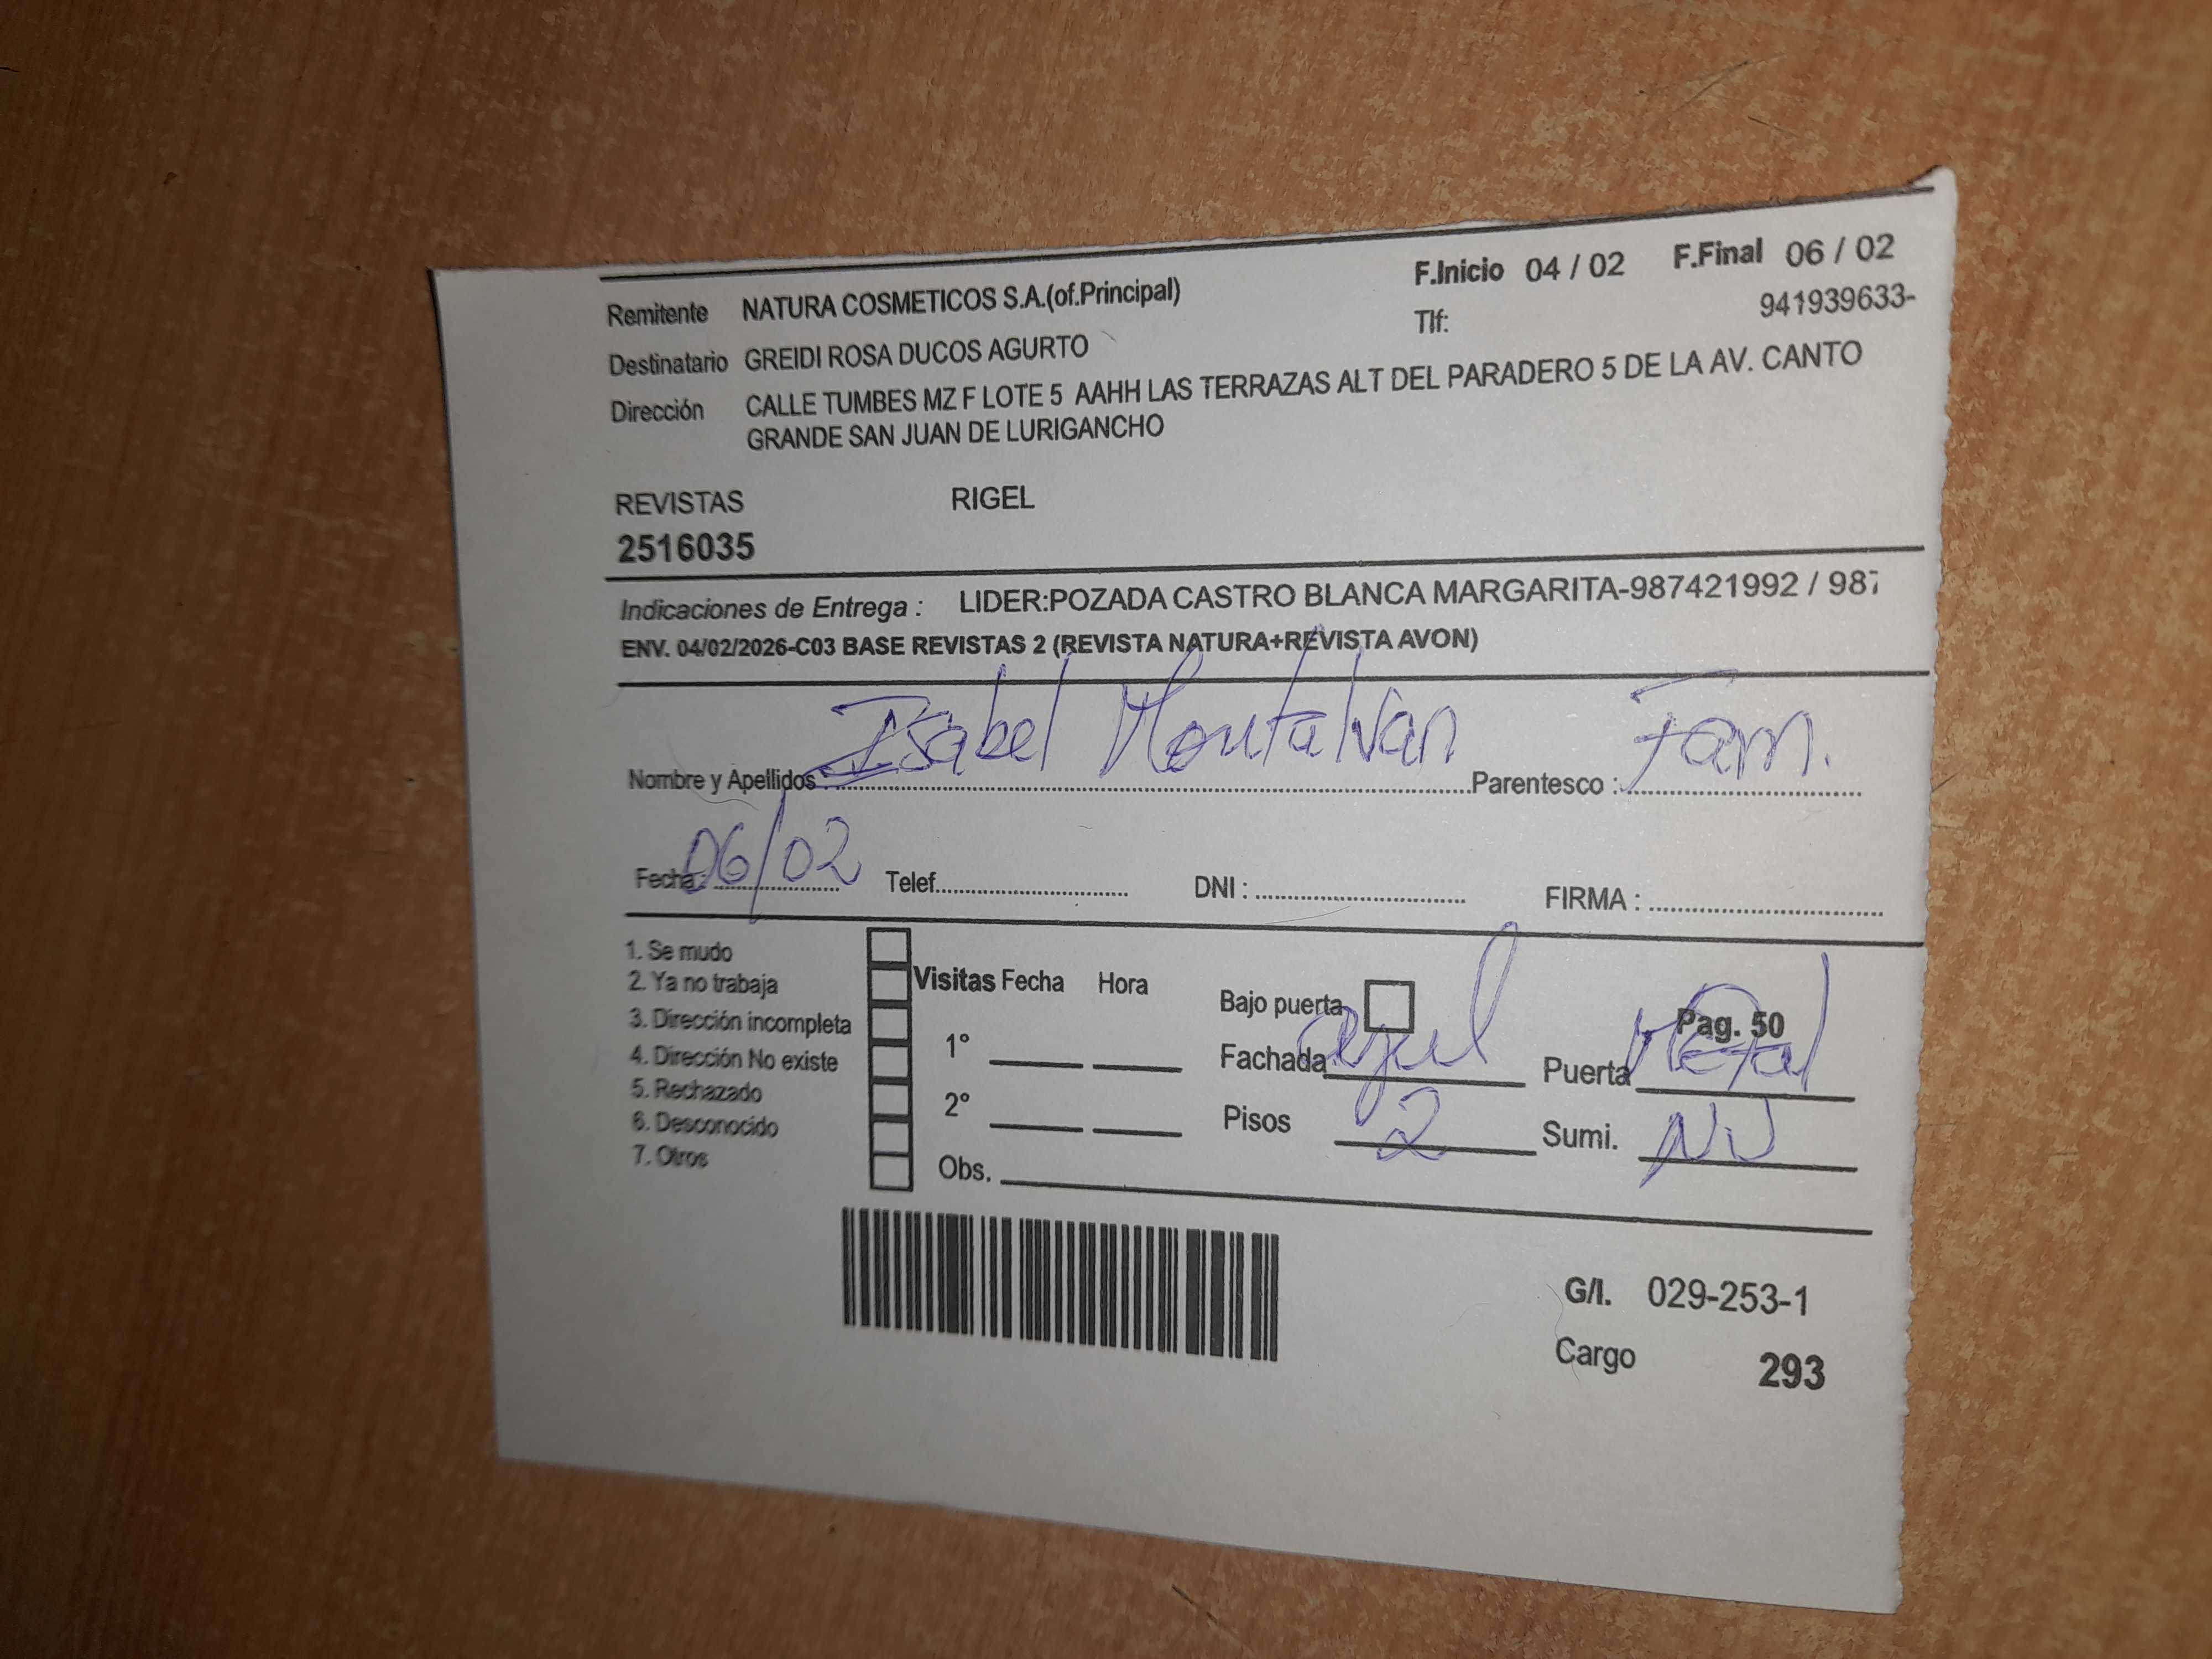 F.Inicio 04 / 02 F.Final 06 / 02
Remitente NATURA COSMETICOS S.A.(of.Principal) Tlf: 941939633-
Destinatario GREIDI ROSA DUCOS AGURTO
Dirección CALLE TUMBES MZ F LOTE 5 AAHH LAS TERRAZAS ALT DEL PARADERO 5 DE LA AV. CANTO
GRANDE SAN JUAN DE LURIGANCHO
REVISTAS RIGEL
2516035
Indicaciones de Entrega : LIDER:POZADA CASTRO BLANCA MARGARITA-987421992 / 987
ENV. 04/02/2026-C03 BASE REVISTAS 2 (REVISTA NATURA+REVISTA AVON)
Nombre y Apellidos : Isabel Montalvan Parentesco : Fam.
Fecha : 06/02 Telef. DNI : FIRMA :
1. Se mudo
2. Ya no trabaja
3. Dirección incompleta
4. Dirección No existe
5. Rechazado
6. Desconocido
7. Otros
Visitas Fecha Hora
1°
2°
Obs.
Bajo puerta Pag. 50
Fachada azul Puerta Metal
Pisos 2 Sumi. NV
G/I. 029-253-1
Cargo 293